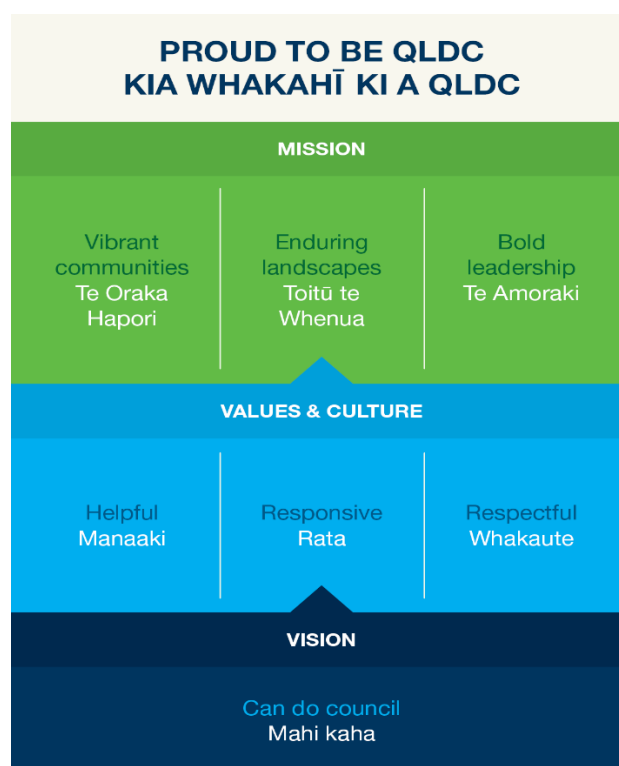 PROUD TO BE QLDC
KIA WHAKAHĪ KI A QLDC
MISSION
Vibrant
communities
Te Oraka
Hapori
Enduring
landscapes
Toitū te
Whenua
Bold
leadership
Te Amoraki
VALUES & CULTURE
Helpful
Manaaki
Responsive
Rata
Respectful
Whakaute
VISION
Can do council
Mahi kaha